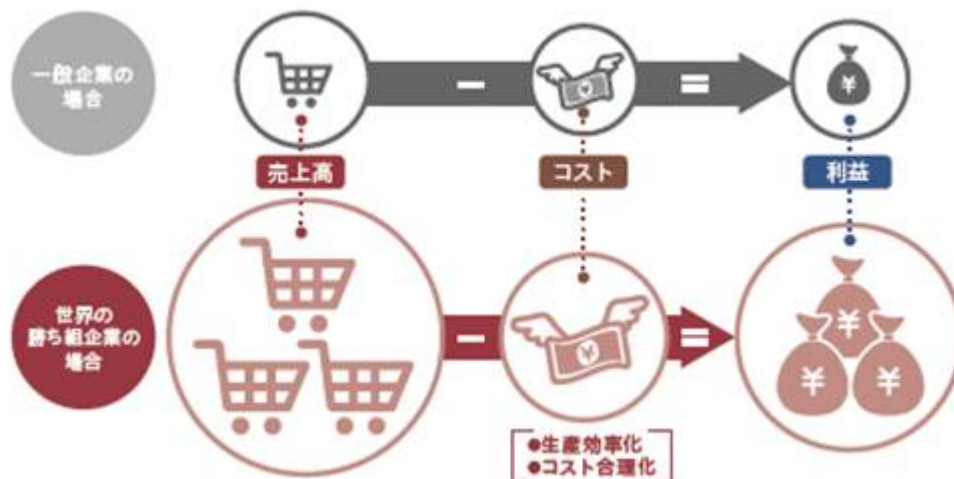 一般企業の
場合
－
＝
¥
¥
売上高
コスト
利益
世界の
勝ち組企業の
場合
－
＝
¥
¥
¥
¥
●生産効率化
●コスト合理化